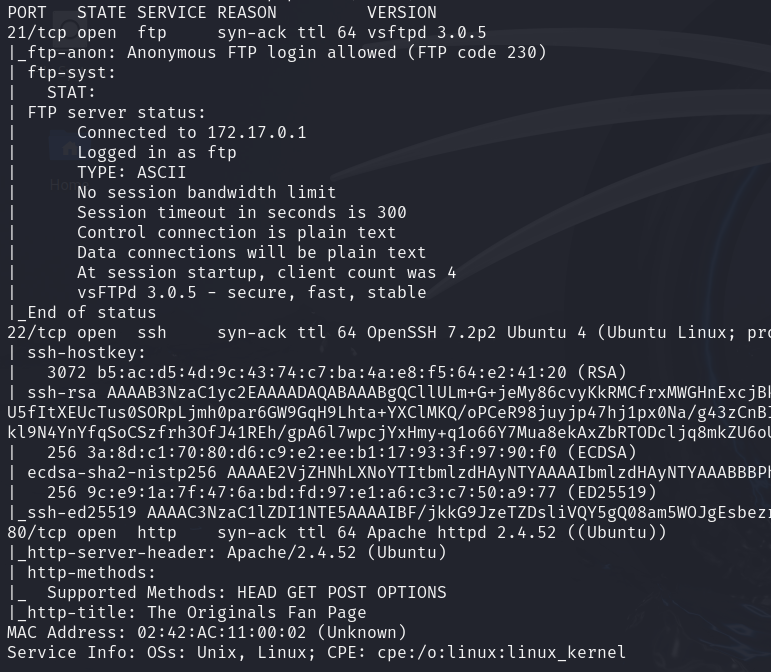 PORT   STATE SERVICE REASON         VERSION
21/tcp open  ftp     syn-ack ttl 64 vsftpd 3.0.5
|_ftp-anon: Anonymous FTP login allowed (FTP code 230)
| ftp-syst:
|   STAT:
| FTP server status:
|      Connected to 172.17.0.1
|      Logged in as ftp
|      TYPE: ASCII
|      No session bandwidth limit
|      Session timeout in seconds is 300
|      Control connection is plain text
|      Data connections will be plain text
|      At session startup, client count was 4
|      vsFTPd 3.0.5 - secure, fast, stable
|_End of status
22/tcp open  ssh     syn-ack ttl 64 OpenSSH 7.2p2 Ubuntu 4 (Ubuntu Linux; pro
| ssh-hostkey:
|   3072 b5:ac:d5:4d:9c:43:74:c7:ba:4a:e8:f5:64:e2:41:20 (RSA)
| ssh-rsa AAAAB3NzaC1yc2EAAAADAQABAAABgQCllULm+G+jeMy86cvyKkRMCfrxMWGHnExcjBk
U5fItXEUcTus0SORpLjmh0par6GW9GqH9Lhta+YXClMKQ/oPCeR98juyjp47hj1px0Na/g43zCnBI
kl9N4YnYfqSoCSzfrh3OfJ41REh/gpA6l7wpcjYxHmy+q1o66Y7Mua8ekAxZbRTODcljq8mkZU6oU
|   256 3a:8d:c1:70:80:d6:c9:e2:ee:b1:17:93:3f:97:90:f0 (ECDSA)
| ecdsa-sha2-nistp256 AAAAE2VjZHNhLXNoYTItbmlzdHAyNTYAAAAIbmlzdHAyNTYAAABBBPh
|   256 9c:e9:1a:7f:47:6a:bd:fd:97:e1:a6:c3:c7:50:a9:77 (ED25519)
|_ssh-ed25519 AAAAC3NzaC1lZDI1NTE5AAAAIBF/jkkG9JzeTZDsliVQY5gQ08am5WOJgEsbezr
80/tcp open  http    syn-ack ttl 64 Apache httpd 2.4.52 ((Ubuntu))
|_http-server-header: Apache/2.4.52 (Ubuntu)
| http-methods:
|_  Supported Methods: HEAD GET POST OPTIONS
|_http-title: The Originals Fan Page
MAC Address: 02:42:AC:11:00:02 (Unknown)
Service Info: OSs: Unix, Linux; CPE: cpe:/o:linux:linux_kernel